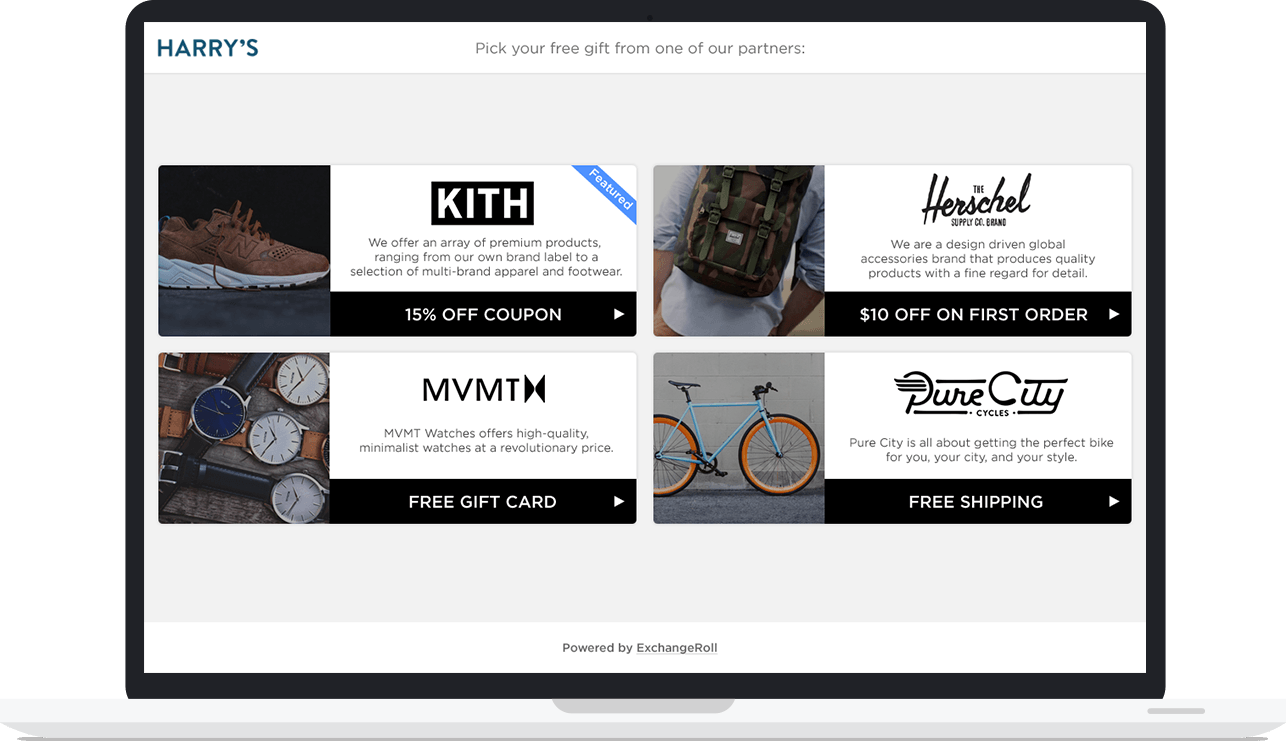 HARRY'S
Pick your free gift from one of our partners:
Featured
KITH
We offer an array of premium products,
ranging from our own brand label to a
selection of multi-brand apparel and footwear.
15% OFF COUPON
THE
Herschel
SUPPLY CO. BRAND
We are a design driven global
accessories brand that produces quality
products with a fine regard for detail.
$10 OFF ON FIRST ORDER
MVMT
MVMT Watches offers high-quality,
minimalist watches at a revolutionary price.
FREE GIFT CARD
Pure City
CYCLES
Pure City is all about getting the perfect bike
for you, your city, and your style.
FREE SHIPPING
Powered by ExchangeRoll